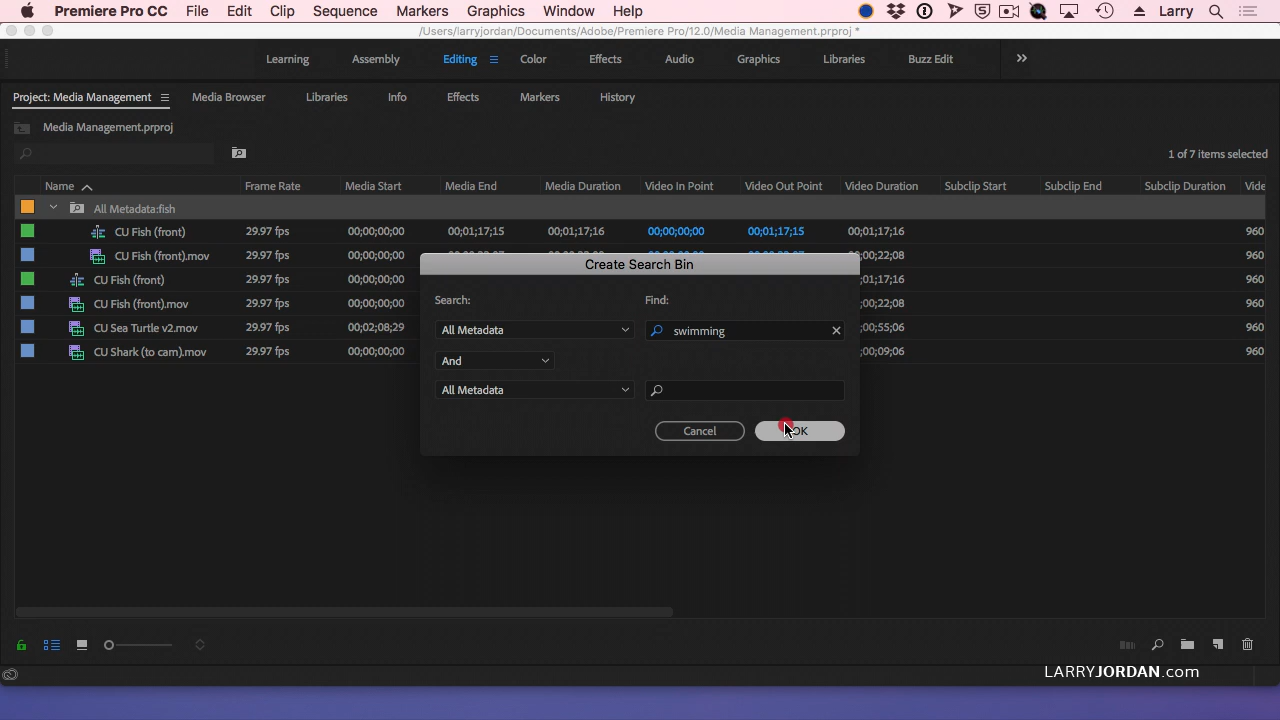 Premiere Pro CC File Edit Clip Sequence Markers Graphics Window Help Larry
/Users/larryjordan/Documents/Adobe/Premiere Pro/12.0/Media Management.prproj *
Learning Assembly Editing Color Effects Audio Graphics Libraries Buzz Edit
Project: Media Management Media Browser Libraries Info Effects Markers History
Media Management.prproj
1 of 7 items selected
Name Frame Rate Media Start Media End Media Duration Video In Point Video Out Point Video Duration Subclip Start Subclip End Subclip Duration Vide
All Metadata:fish
CU Fish (front) 29.97 fps 00;00;00;00 00;01;17;15 00;01;17;16 00;00;00;00 00;01;17;15 00;01;17;16 960
CU Fish (front).mov 29.97 fps 00;00;00;00 ;00;22;08 960
Create Search Bin
CU Fish (front) 29.97 fps 00;00;00;00 ;01;17;16 960
Search: Find:
CU Fish (front).mov 29.97 fps 00;00;00;00 ;00;22;08 960
All Metadata swimming
CU Sea Turtle v2.mov 29.97 fps 00;02;08;29 ;00;55;06 960
CU Shark (to cam).mov 29.97 fps 00;00;00;00 ;00;09;06 960
And
All Metadata
Cancel OK
LARRYJORDAN.com